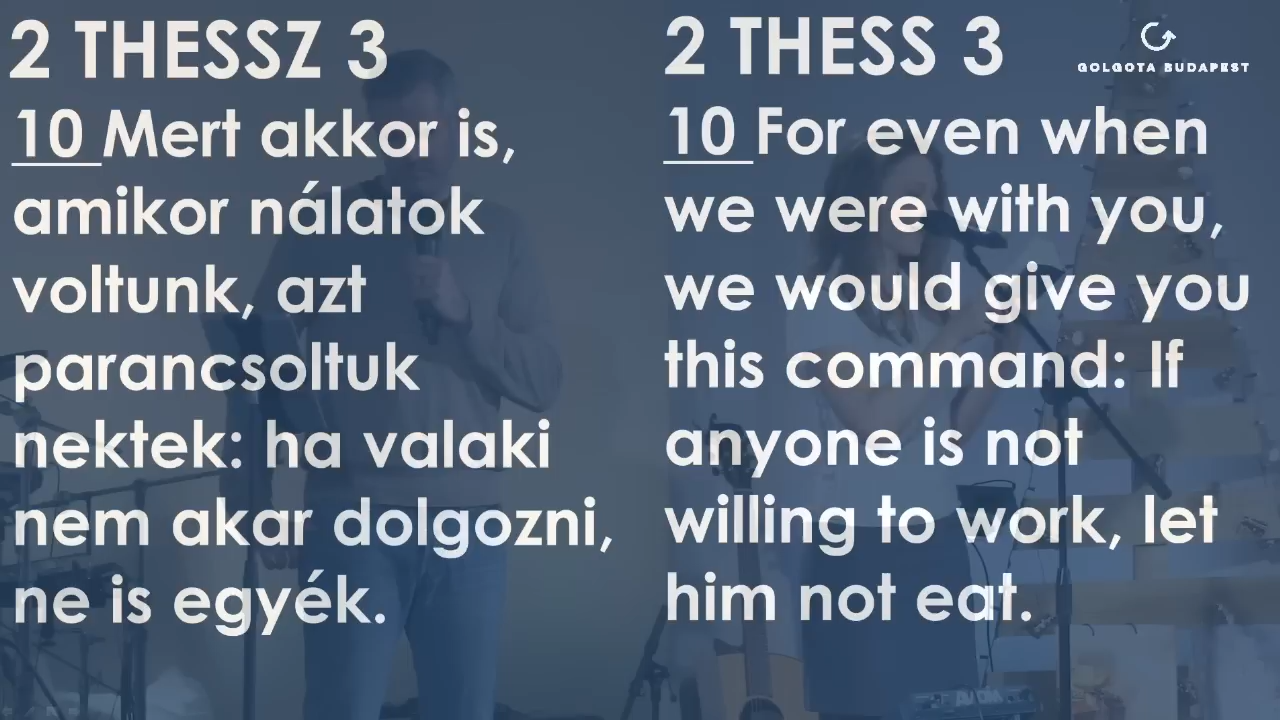 2 THESSZ 3
10 Mert akkor is,
amikor nálatok
voltunk, azt
parancsoltuk
nektek: ha valaki
nem akar dolgozni,
ne is egyék.
2 THESS 3
10 For even when
we were with you,
we would give you
this command: If
anyone is not
willing to work, let
him not eat.
GOLGOTA BUDAPEST